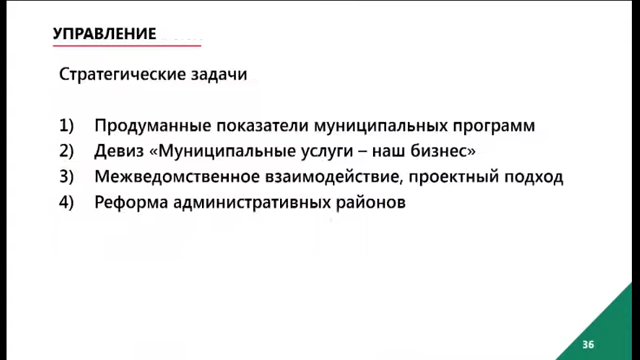 УПРАВЛЕНИЕ
Стратегические задачи
1) Продуманные показатели муниципальных программ
2) Девиз «Муниципальные услуги – наш бизнес»
3) Межведомственное взаимодействие, проектный подход
4) Реформа административных районов
36